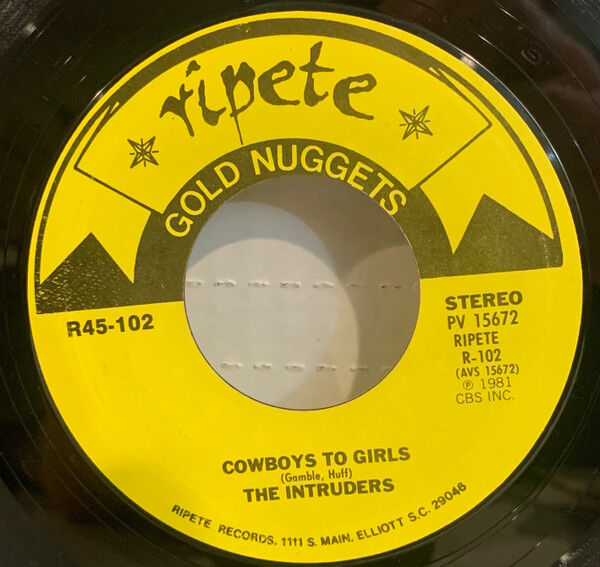 ripete
GOLD NUGGETS
R45-102
STEREO
PV 15672
RIPETE
R-102
(AVS 15672)
℗ 1981
CBS INC.
COWBOYS TO GIRLS
(Gamble, Huff)
THE INTRUDERS
RIPETE RECORDS, 1111 S. MAIN, ELLIOTT S.C. 29046